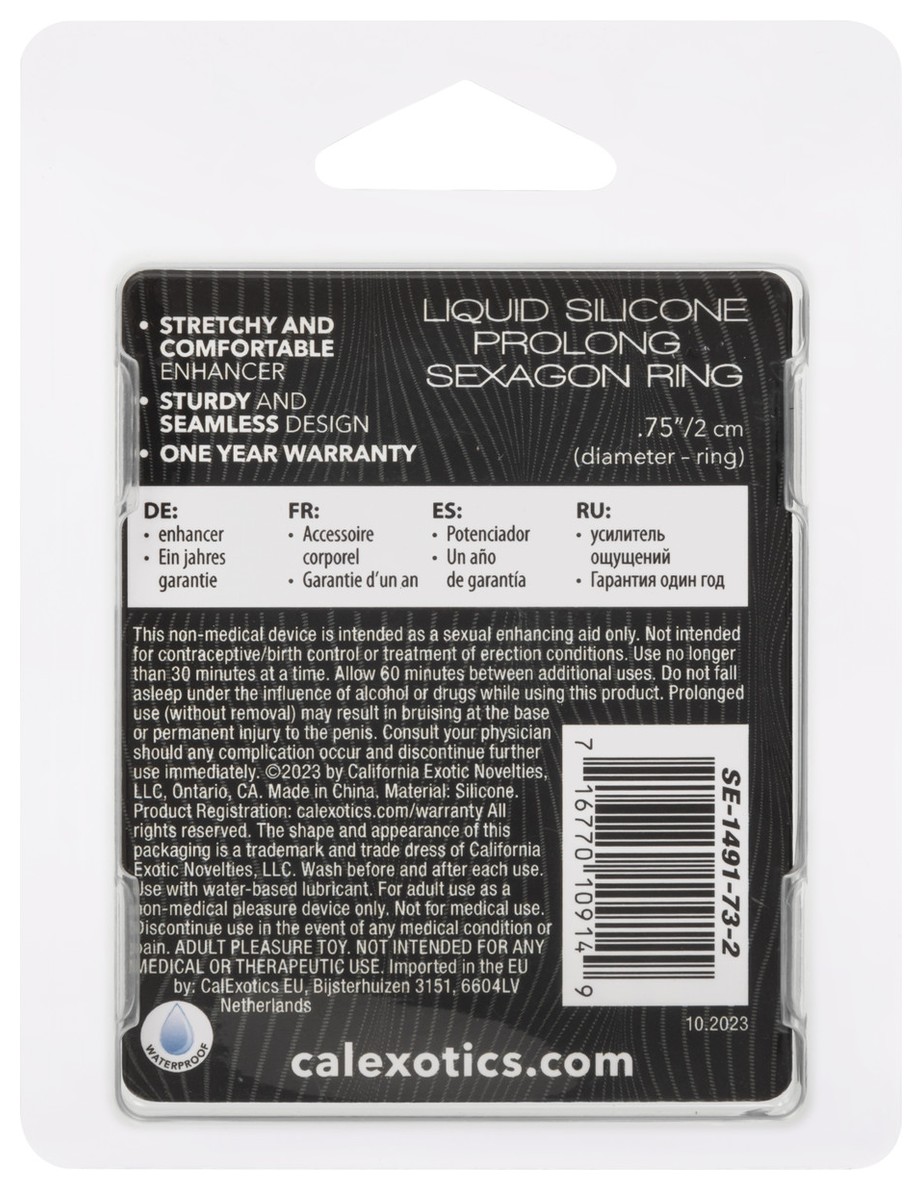 • STRETCHY AND
COMFORTABLE
ENHANCER
• STURDY AND
SEAMLESS DESIGN
• ONE YEAR WARRANTY
LIQUID SILICONE
PROLONG
SEXAGON RING
.75"/2 cm
(diameter - ring)
DE:
• enhancer
• Ein jahres
garantie
FR:
• Accessoire
corporel
• Garantie d'un an
ES:
• Potenciador
• Un año
de garantía
RU:
• усилитель
ощущений
• Гарантия один год
This non-medical device is intended as a sexual enhancing aid only. Not intended
for contraceptive/birth control or treatment of erection conditions. Use no longer
than 30 minutes at a time. Allow 60 minutes between additional uses. Do not fall
asleep under the influence of alcohol or drugs while using this product. Prolonged
use (without removal) may result in bruising at the base
or permanent injury to the penis. Consult your physician
should any complication occur and discontinue further
use immediately. ©2023 by California Exotic Novelties,
LLC, Ontario, CA. Made in China. Material: Silicone.
Product Registration: calexotics.com/warranty All
rights reserved. The shape and appearance of this
packaging is a trademark and trade dress of California
Exotic Novelties, LLC. Wash before and after each use.
Use with water-based lubricant. For adult use as a
non-medical pleasure device only. Not for medical use.
Discontinue use in the event of any medical condition or
pain. ADULT PLEASURE TOY. NOT INTENDED FOR ANY
MEDICAL OR THERAPEUTIC USE. Imported in the EU
by: CalExotics EU, Bijsterhuizen 3151, 6604LV
Netherlands
7 16770 10914 9
SE-1491-73-2
10.2023
WATERPROOF
calexotics.com